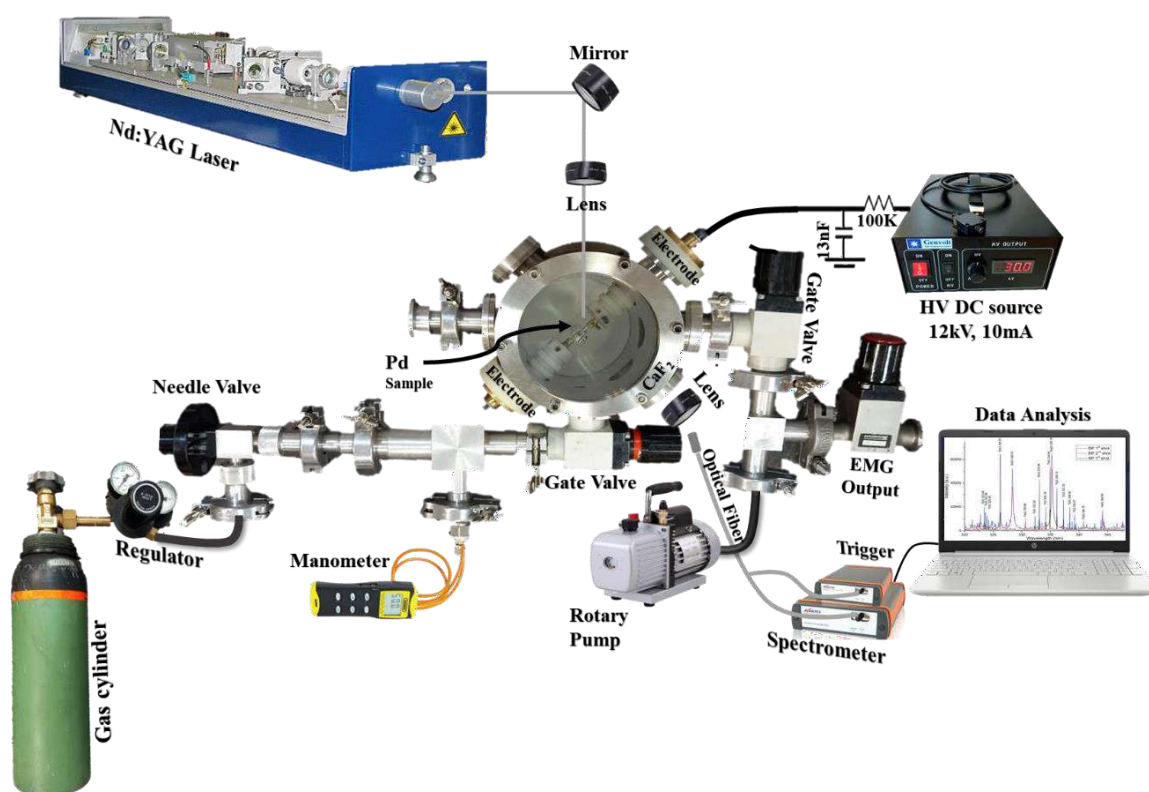 Mirror
Nd:YAG Laser
Lens
Electrode
100K
13nF
Genvolt
HV OUTPUT
30.0
HV DC source
12kV, 10mA
Gate Valve
Pd
Sample
CaF2
Electrode
Lens
Needle Valve
Gate Valve
EMG
Output
Data Analysis
Optical Fiber
Regulator
Manometer
Rotary
Pump
Trigger
Spectrometer
Gas cylinder